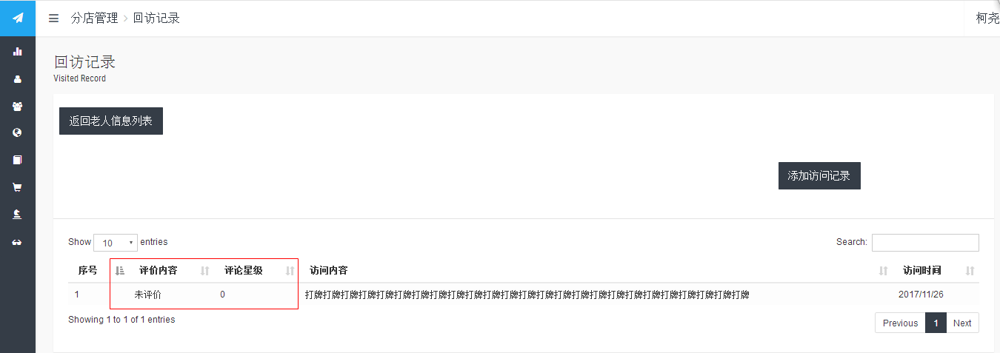 分店管理 > 回访记录
柯尧
回访记录
Visited Record
返回老人信息列表
添加访问记录
Show 10 entries
Search:
序号 评价内容 评论星级 访问内容 访问时间
1 未评价 0 打牌打牌打牌打牌打牌打牌打牌打牌打牌打牌打牌打牌打牌打牌打牌打牌打牌打牌打牌打牌打牌打牌打牌打牌打牌 2017/11/26
Showing 1 to 1 of 1 entries
Previous 1 Next